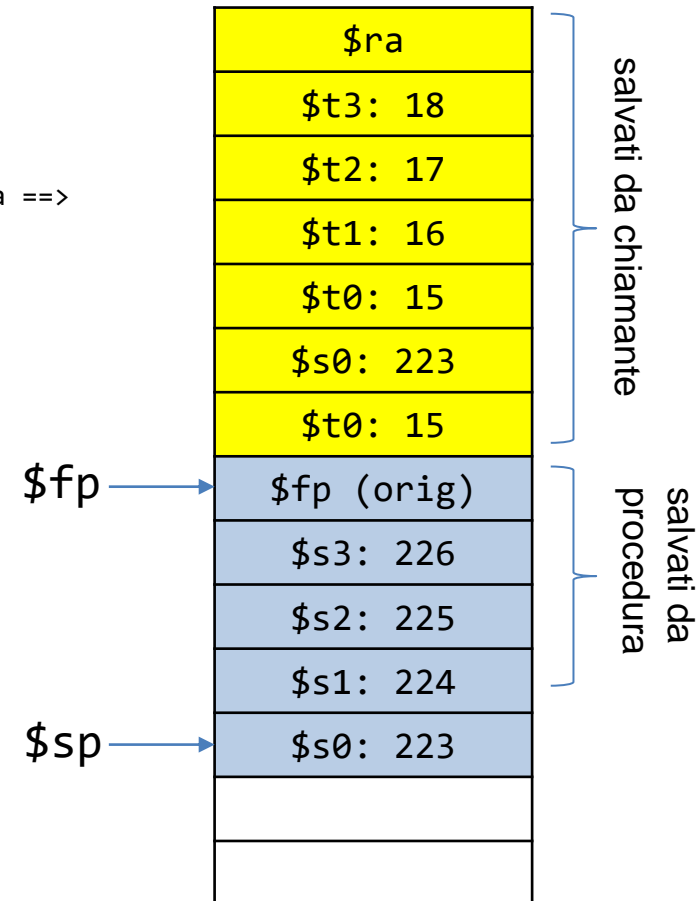 $ra
$t3: 18
$t2: 17
a ==>
$t1: 16
$t0: 15
$s0: 223
$t0: 15
salvati da chiamante
$fp
$fp (orig)
$s3: 226
$s2: 225
$s1: 224
salvati da
procedura
$sp
$s0: 223